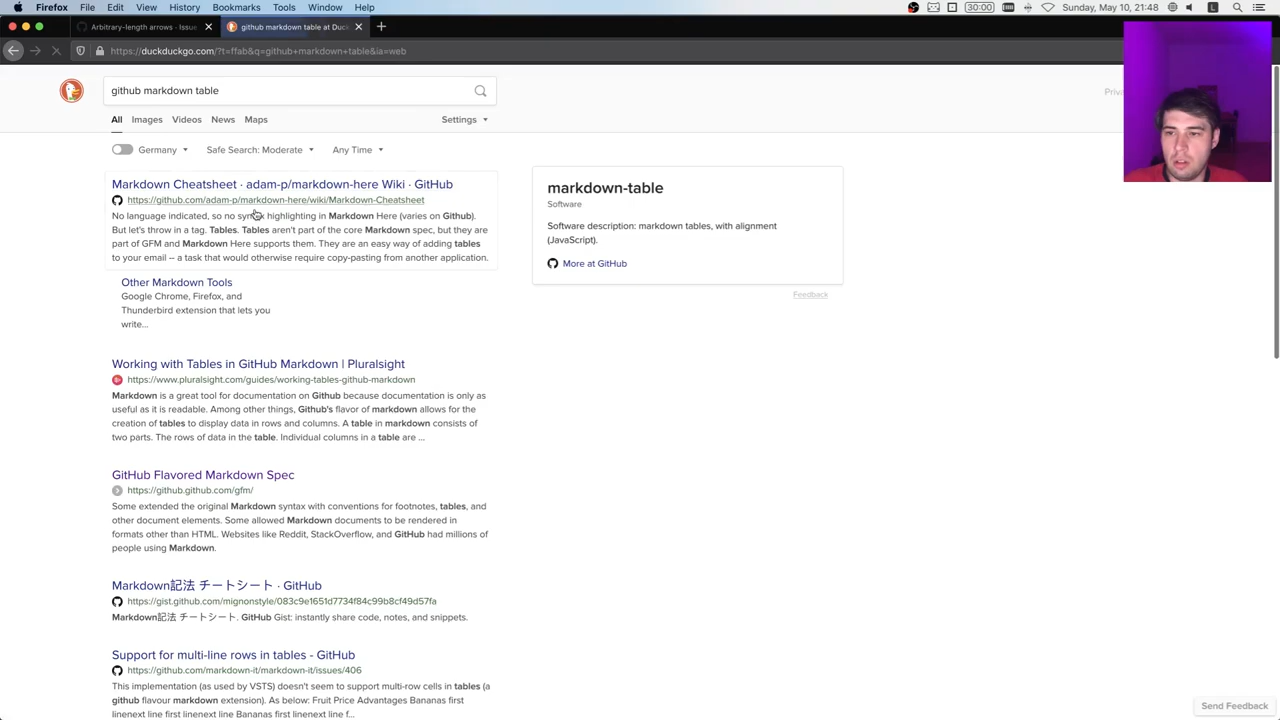 Firefox File Edit View History Bookmarks Tools Window Help
30:00
Sunday, May 10, 21:48
Arbitrary-length arrows · Issue
github markdown table at Duck
https://duckduckgo.com/?t=ffab&q=github+markdown+table&ia=web
github markdown table
All Images Videos News Maps
Settings
Germany
Safe Search: Moderate
Any Time
Markdown Cheatsheet · adam-p/markdown-here Wiki · GitHub
https://github.com/adam-p/markdown-here/wiki/Markdown-Cheatsheet
No language indicated, so no syntax highlighting in Markdown Here (varies on Github).
But let's throw in a tag. Tables. Tables aren't part of the core Markdown spec, but they are
part of GFM and Markdown Here supports them. They are an easy way of adding tables
to your email -- a task that would otherwise require copy-pasting from another application.
Other Markdown Tools
Google Chrome, Firefox, and
Thunderbird extension that lets you
write...
Working with Tables in GitHub Markdown | Pluralsight
https://www.pluralsight.com/guides/working-tables-github-markdown
Markdown is a great tool for documentation on Github because documentation is only as
useful as it is readable. Among other things, Github's flavor of markdown allows for the
creation of tables to display data in rows and columns. A table in markdown consists of
two parts. The rows of data in the table. Individual columns in a table are ...
GitHub Flavored Markdown Spec
https://github.github.com/gfm/
Some extended the original Markdown syntax with conventions for footnotes, tables, and
other document elements. Some allowed Markdown documents to be rendered in
formats other than HTML. Websites like Reddit, StackOverflow, and GitHub had millions of
people using Markdown.
Markdown記法 チートシート · GitHub
https://gist.github.com/mignonstyle/083c9e1651d7734f84c99b8cf49d57fa
Markdown記法 チートシート. GitHub Gist: instantly share code, notes, and snippets.
Support for multi-line rows in tables - GitHub
https://github.com/markdown-it/markdown-it/issues/406
This implementation (as used by VSTS) doesn't seem to support multi-row cells in tables (a
github flavour markdown extension). As below: Fruit Price Advantages Bananas first
linenext line first linenext line Bananas first linenext line f...
markdown-table
Software
Software description: markdown tables, with alignment
(JavaScript).
More at GitHub
Feedback
Send Feedback